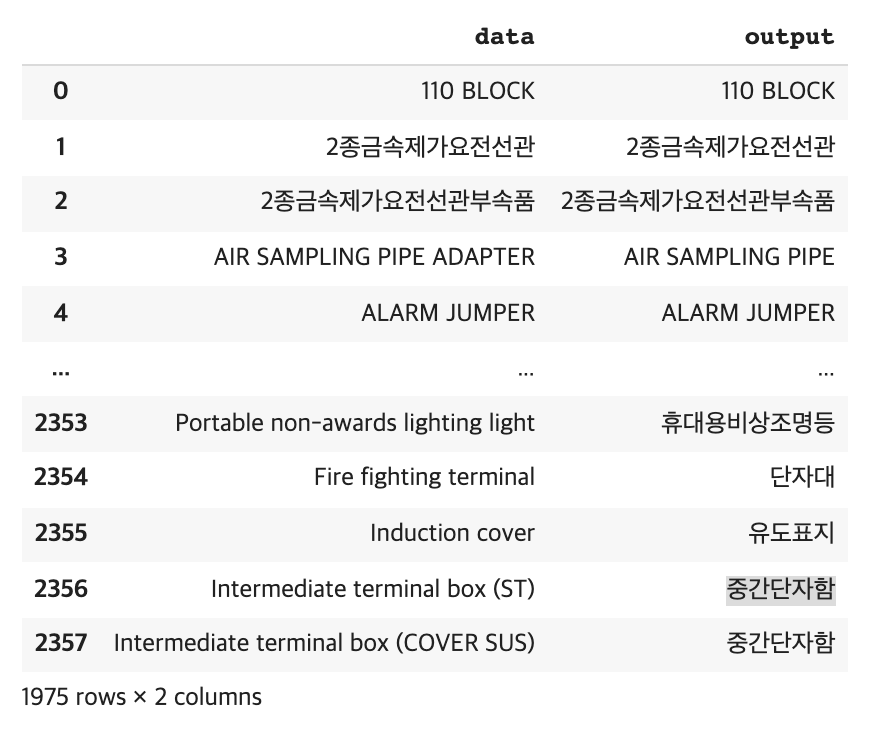 data output
0 110 BLOCK 110 BLOCK
1 2종금속제가요전선관 2종금속제가요전선관
2 2종금속제가요전선관부속품 2종금속제가요전선관부속품
3 AIR SAMPLING PIPE ADAPTER AIR SAMPLING PIPE
4 ALARM JUMPER ALARM JUMPER
... ... ...
2353 Portable non-awards lighting light 휴대용비상조명등
2354 Fire fighting terminal 단자대
2355 Induction cover 유도표지
2356 Intermediate terminal box (ST) 중간단자함
2357 Intermediate terminal box (COVER SUS) 중간단자함
1975 rows × 2 columns